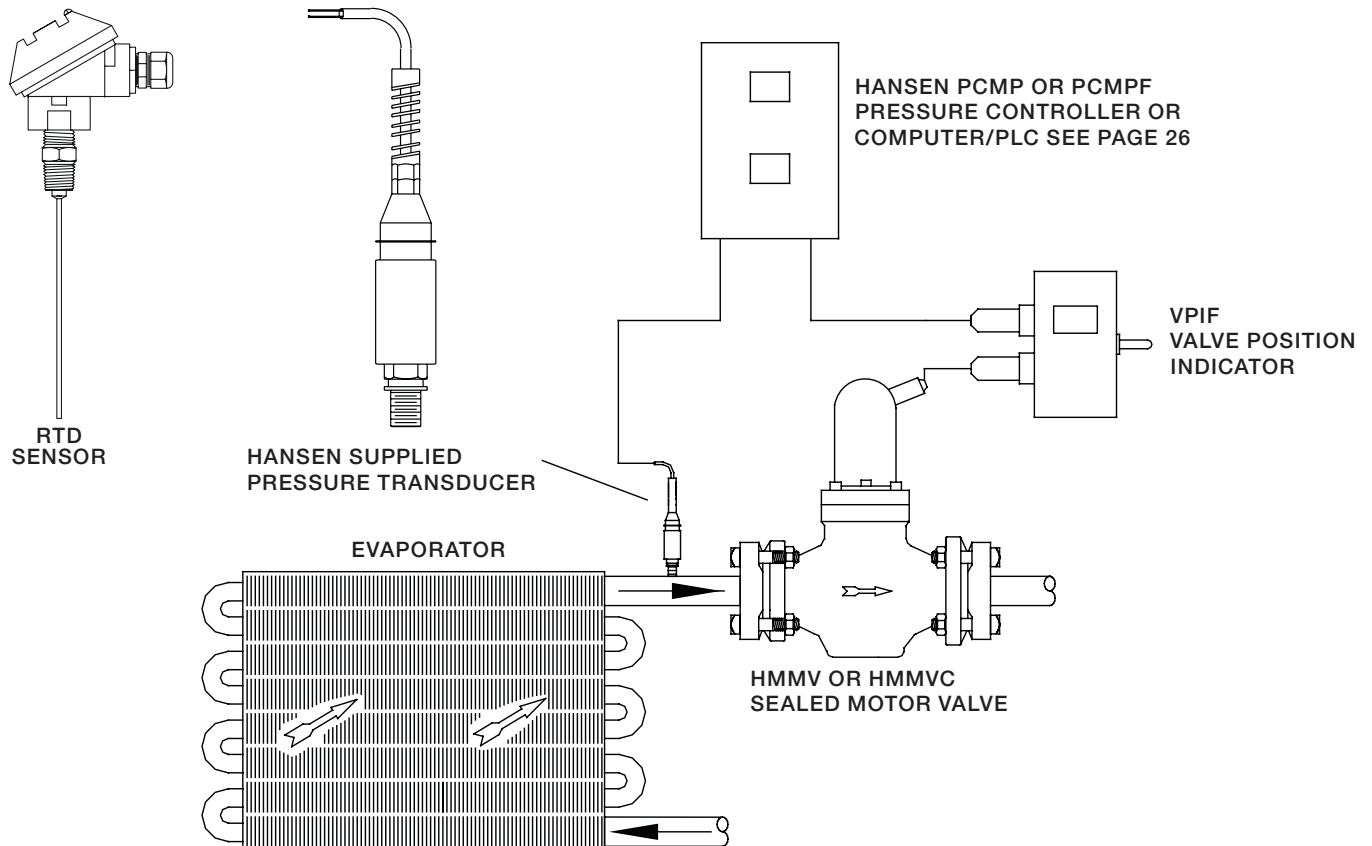 HANSEN PCMP OR PCMPF
PRESSURE CONTROLLER OR
COMPUTER/PLC SEE PAGE 26
VPIF
VALVE POSITION
INDICATOR
RTD
SENSOR
HANSEN SUPPLIED
PRESSURE TRANSDUCER
EVAPORATOR
HMMV OR HMMVC
SEALED MOTOR VALVE